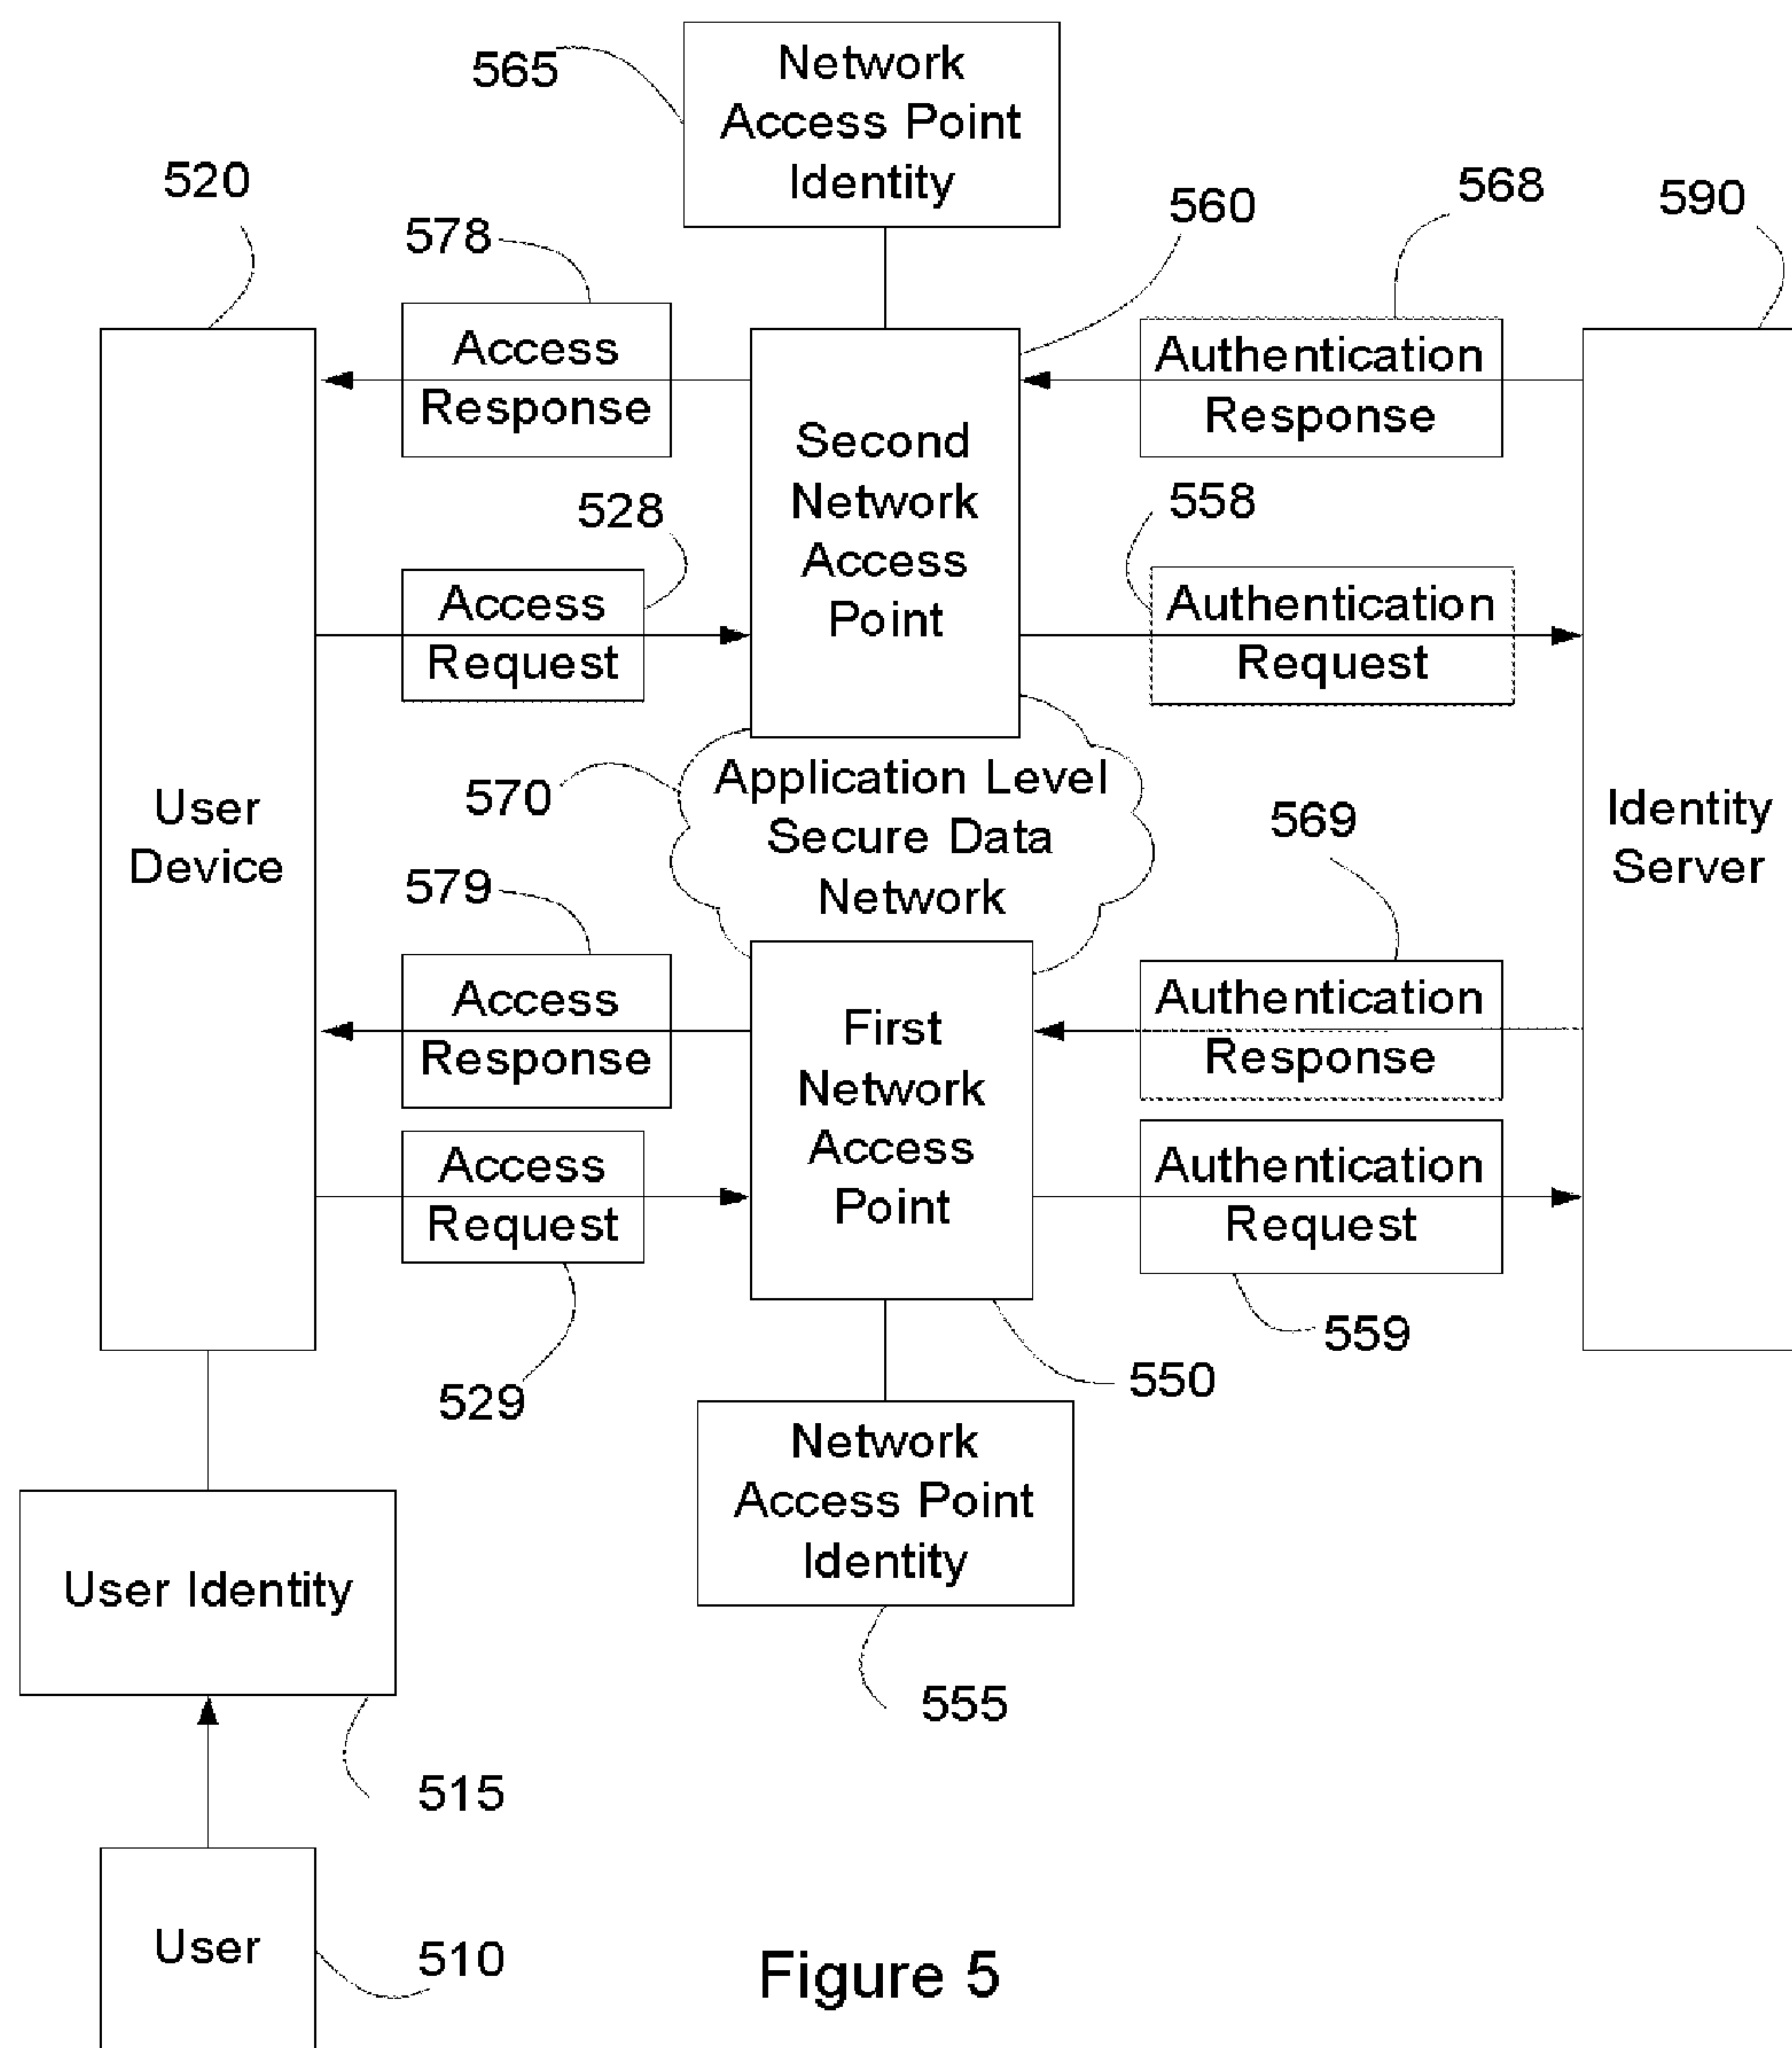 565
Network
Access Point
Identity
520
578
560
568
590
Access
Response
Second
Network
Access
Point
Authentication
Response
528
558
Access
Request
Authentication
Request
User
Device
570
Application Level
Secure Data
Network
569
Identity
Server
579
Access
Response
First
Network
Access
Point
Authentication
Response
Access
Request
Authentication
Request
529
550
559
Network
Access Point
Identity
User Identity
555
515
User
510
Figure 5